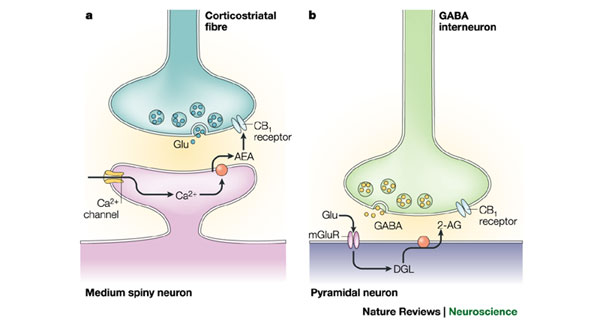 a
Corticostriatal
fibre
Glu
CB1
receptor
AEA
Ca2+
Ca2+
channel
Medium spiny neuron
b
GABA
interneuron
Glu
mGluR
GABA
2-AG
CB1
receptor
DGL
Pyramidal neuron
Nature Reviews | Neuroscience